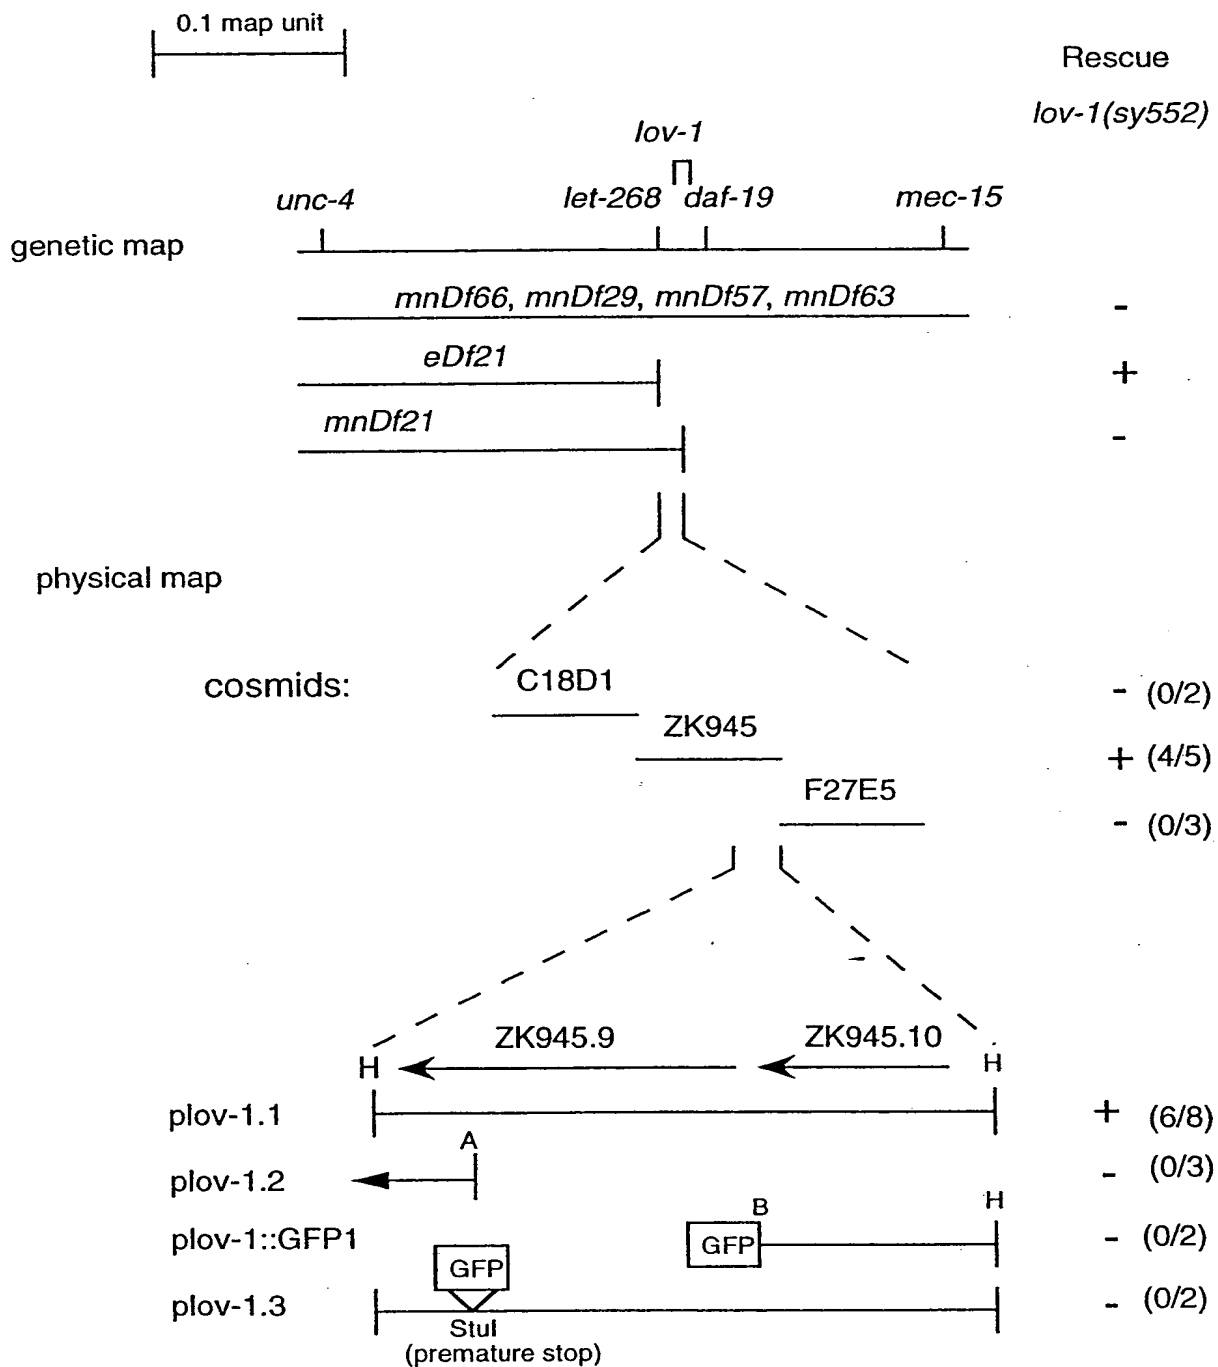 0.1 map unit
Rescue
lov-1(sy552)
lov-1
unc-4 let-268 daf-19 mec-15
genetic map
mnDf66, mnDf29, mnDf57, mnDf63 -
eDf21 +
mnDf21 -
physical map
cosmids: C18D1 - (0/2)
ZK945 + (4/5)
F27E5 - (0/3)
H ZK945.9 ZK945.10 H
plov-1.1 + (6/8)
A
plov-1.2 - (0/3)
B H
plov-1::GFP1 GFP - (0/2)
GFP
plov-1.3 - (0/2)
StuI
(premature stop)